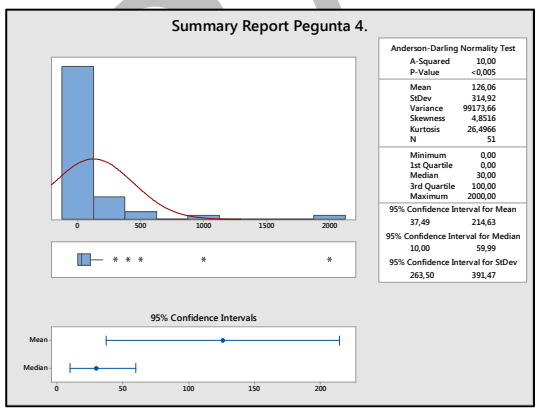 Summary Report Pegunta 4.
Anderson-Darling Normality Test
A-Squared 10,00
P-Value <0,005
Mean 126,06
StDev 314,92
Variance 99173,66
Skewness 4,8516
Kurtosis 26,4966
N 51
Minimum 0,00
1st Quartile 0,00
Median 30,00
3rd Quartile 100,00
Maximum 2000,00
95% Confidence Interval for Mean
37,49 214,63
95% Confidence Interval for Median
10,00 59,99
95% Confidence Interval for StDev
263,50 391,47
0 500 1000 1500 2000
95% Confidence Intervals
Mean
Median
0 50 100 150 200